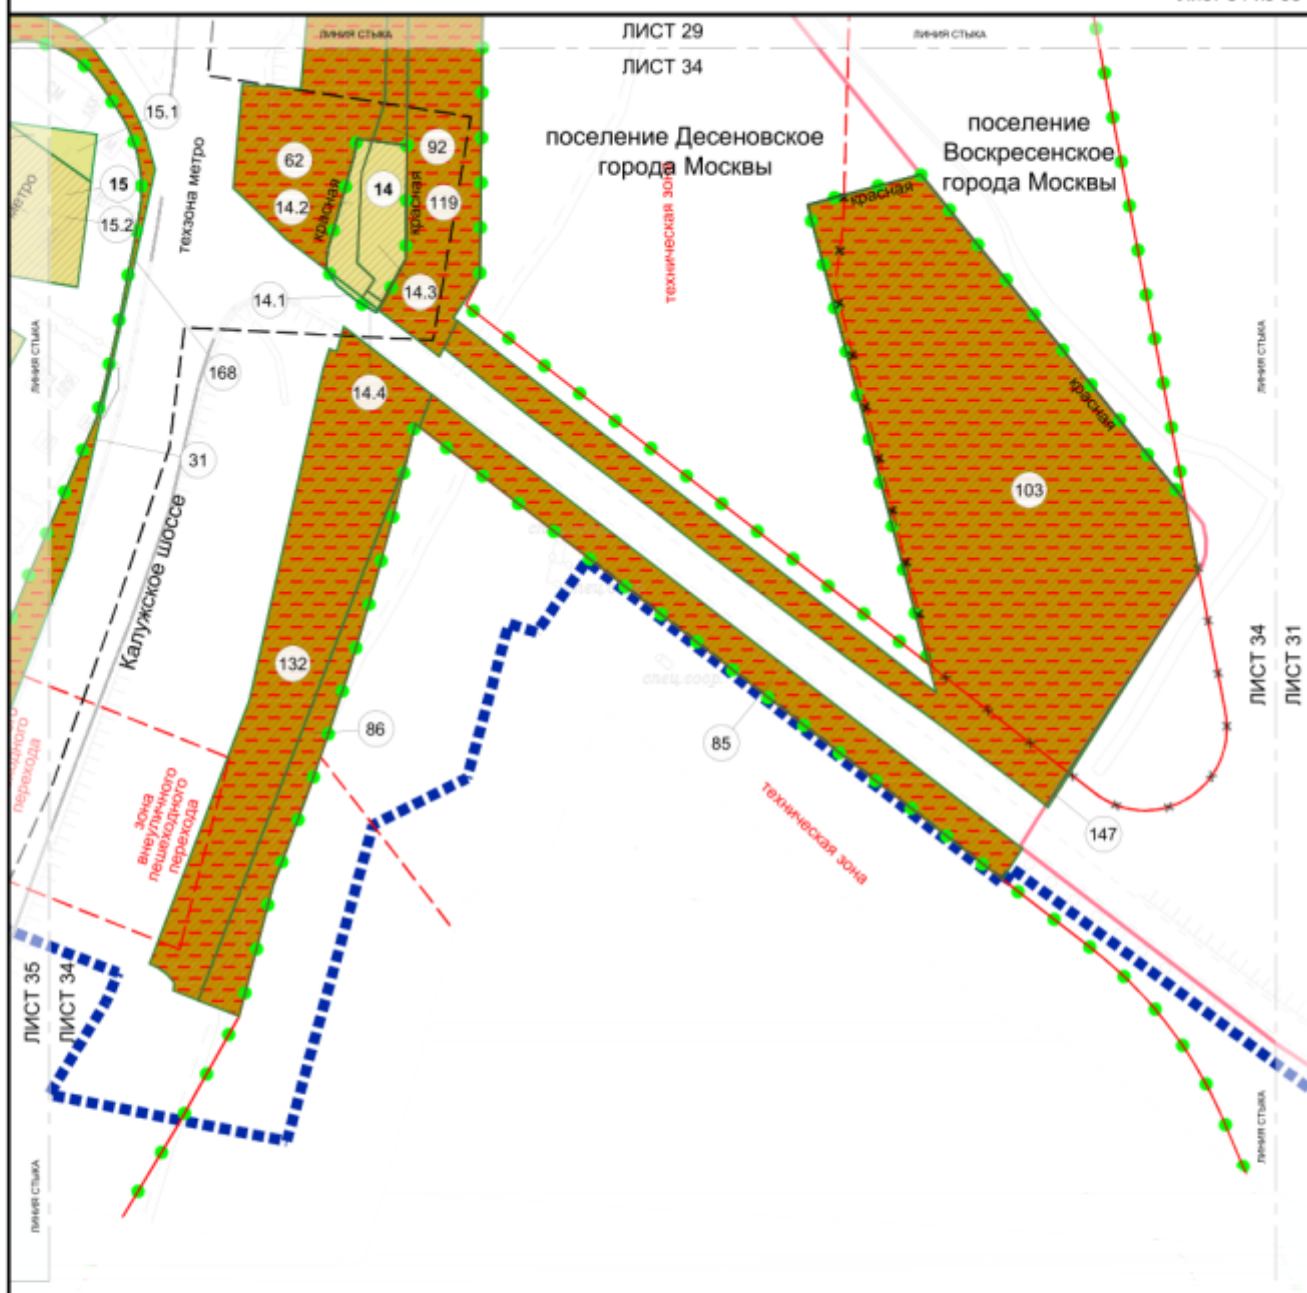 ЛИНИЯ СТЫКА
ЛИСТ 29
ЛИНИЯ СТЫКА
ЛИСТ 34
15.1
поселение Десеновское
города Москвы
поселение
Воскресенское
города Москвы
62
92
14
15
14.2
119
15.2
метро
техзона метро
красная
красная
красная
техническая зона
14.1
14.3
ЛИНИЯ СТЫКА
ЛИНИЯ СТЫКА
168
14.4
красная
31
103
Калужское шоссе
132
спец.соор.
ЛИСТ 34
ЛИСТ 31
86
85
перехода
зона
внеуличного
пешеходного
перехода
техническая зона
147
ЛИСТ 35
ЛИСТ 34
ЛИНИЯ СТЫКА
ЛИНИЯ СТЫКА